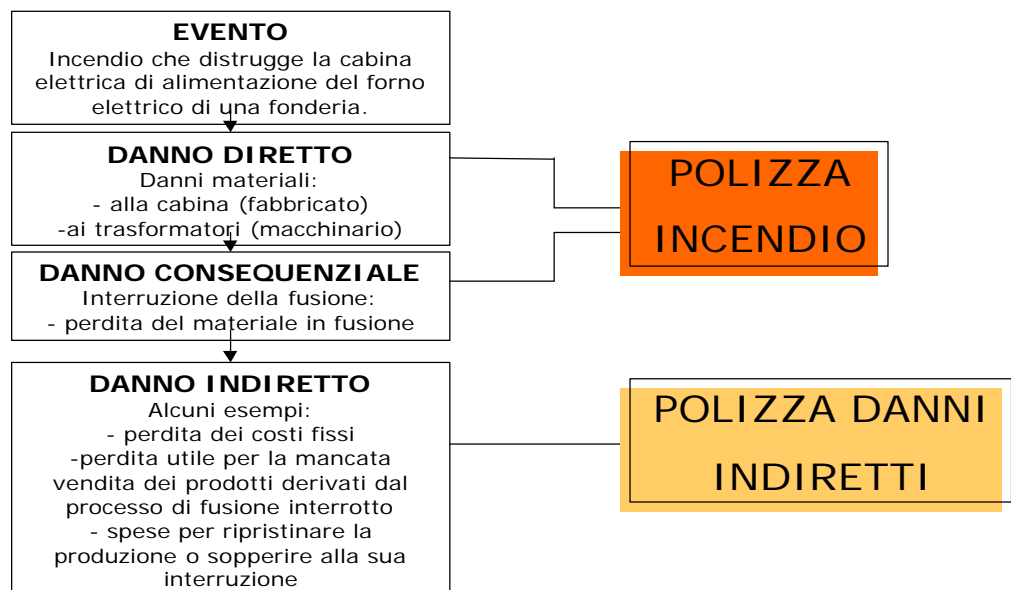 EVENTO
Incendio che distrugge la cabina
elettrica di alimentazione del forno
elettrico di una fonderia.
DANNO DIRETTO
Danni materiali:
- alla cabina (fabbricato)
-ai trasformatori (macchinario)
DANNO CONSEQUENZIALE
Interruzione della fusione:
- perdita del materiale in fusione
DANNO INDIRETTO
Alcuni esempi:
- perdita dei costi fissi
-perdita utile per la mancata
vendita dei prodotti derivati dal
processo di fusione interrotto
- spese per ripristinare la
produzione o sopperire alla sua
interruzione
POLIZZA
INCENDIO
POLIZZA DANNI
INDIRETTI